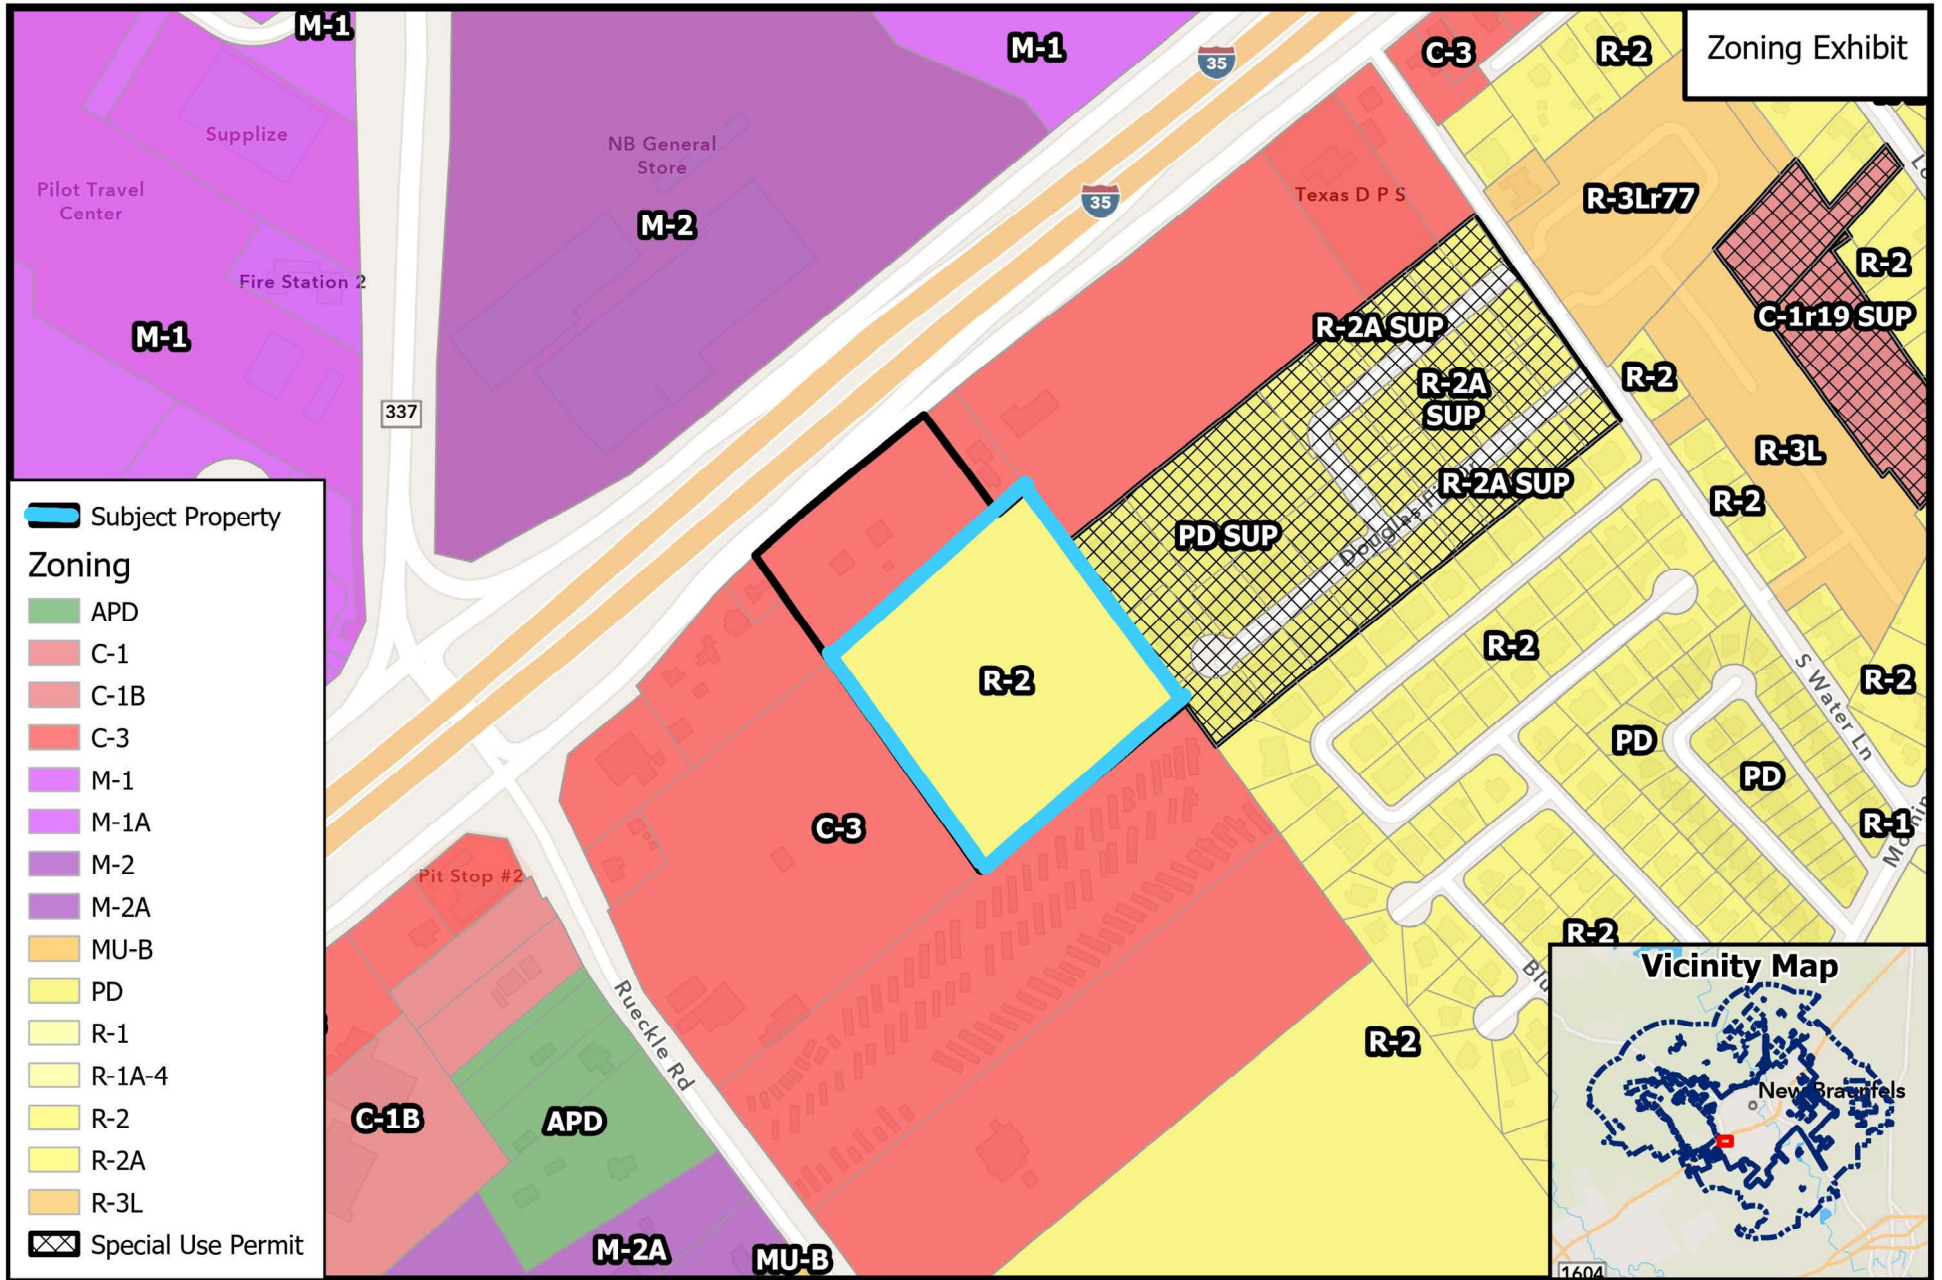 Zoning Exhibit
M-1
M-1
C-3
R-2
35
35
Supplize
NB General
Store
M-2
Pilot Travel
Center
Texas D P S
R-3Lr77
R-2
Fire Station 2
M-1
R-2A SUP
C-1r19 SUP
R-2A
SUP
R-2
337
R-3L
R-2A SUP
R-2
PD SUP
Douglas Fi
R-2
R-2
R-2
S Water Ln
PD
PD
C-3
R-1
Pit Stop #2
R-2
Blu
Rueckle Rd
R-2
C-1B
APD
M-2A
MU-B
Subject Property
Zoning
APD
C-1
C-1B
C-3
M-1
M-1A
M-2
M-2A
MU-B
PD
R-1
R-1A-4
R-2
R-2A
R-3L
Special Use Permit
Vicinity Map
New Braunfels
1604